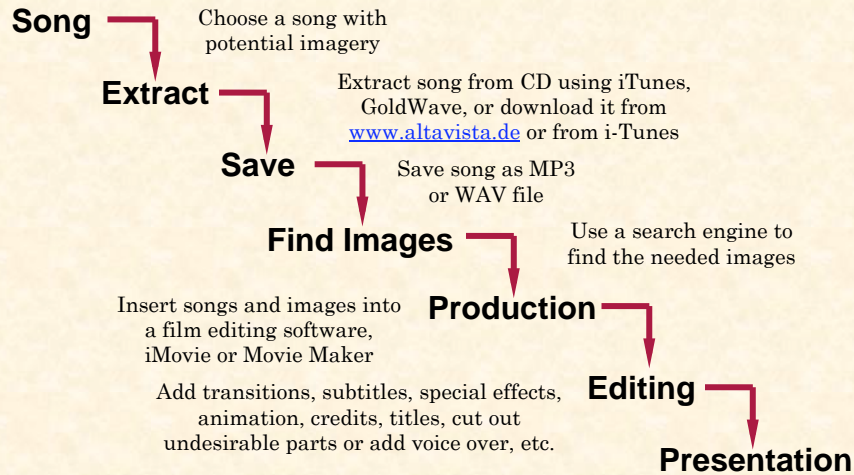 Song
Choose a song with
potential imagery
Extract
Extract song from CD using iTunes,
GoldWave, or download it from
www.altavista.de or from i-Tunes
Save
Save song as MP3
or WAV file
Find Images
Use a search engine to
find the needed images
Production
Insert songs and images into
a film editing software,
iMovie or Movie Maker
Editing
Add transitions, subtitles, special effects,
animation, credits, titles, cut out
undesirable parts or add voice over, etc.
Presentation